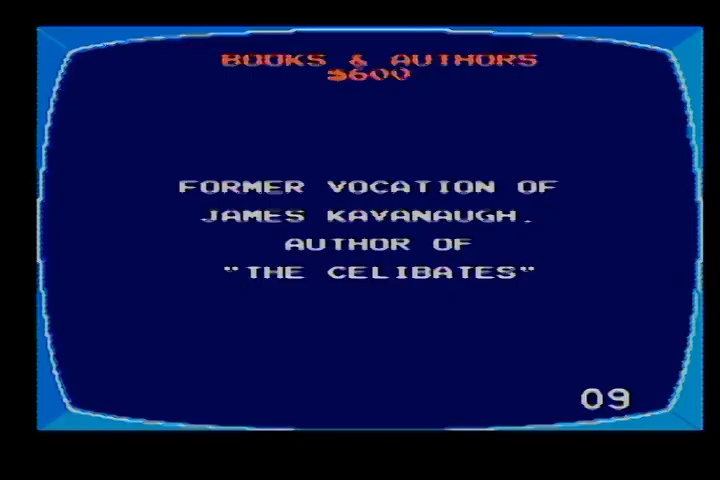 BOOKS & AUTHORS
$600
FORMER VOCATION OF
JAMES KAVANAUGH,
AUTHOR OF
"THE CELIBATES"
09